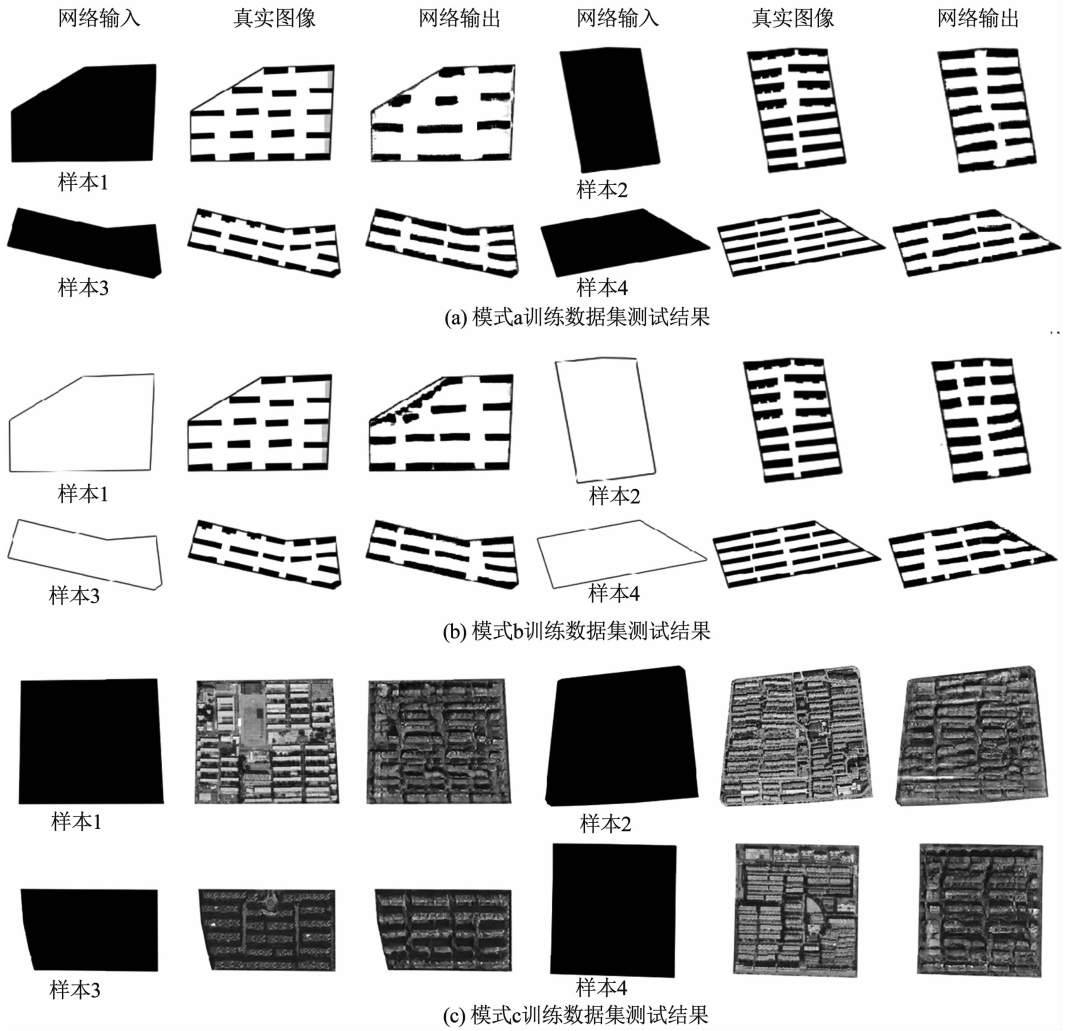 网络输入 真实图像 网络输出 网络输入 真实图像 网络输出
样本1 样本2
样本3 样本4
(a) 模式a训练数据集测试结果
样本1 样本2
样本3 样本4
(b) 模式b训练数据集测试结果
样本1 样本2
样本3 样本4
(c) 模式c训练数据集测试结果